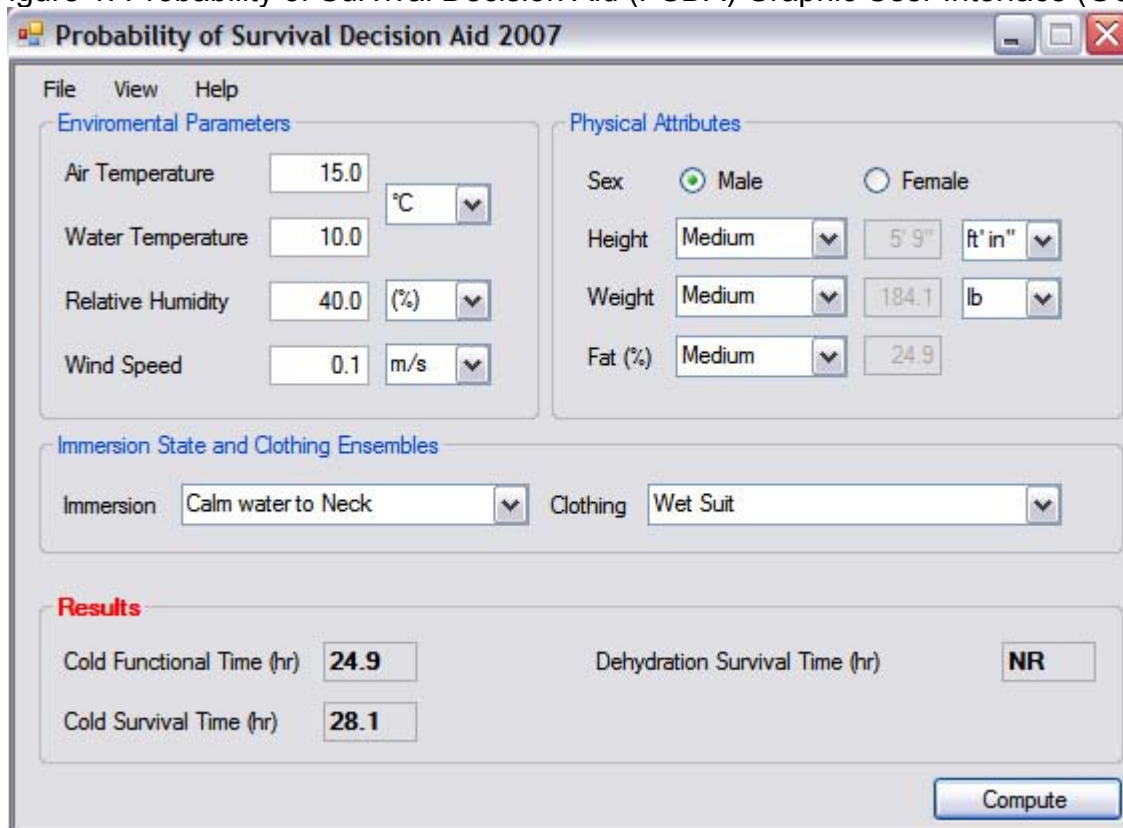 Probability of Survival Decision Aid 2007
File View Help
Enviromental Parameters
Air Temperature 15.0
°C
Water Temperature 10.0
Relative Humidity 40.0 (%)
Wind Speed 0.1 m/s
Physical Attributes
Sex Male Female
Height Medium 5' 9" ft' in"
Weight Medium 184.1 lb
Fat (%) Medium 24.9
Immersion State and Clothing Ensembles
Immersion Calm water to Neck Clothing Wet Suit
Results
Cold Functional Time (hr) 24.9 Dehydration Survival Time (hr) NR
Cold Survival Time (hr) 28.1
Compute